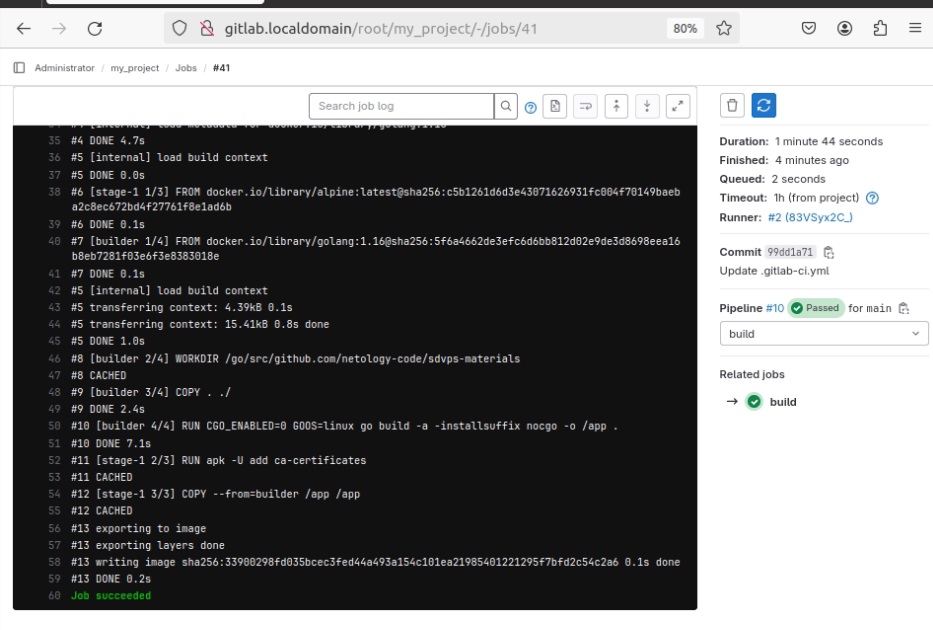 gitlab.localdomain/root/my_project/-/jobs/41
80%
Administrator / my_project / Jobs / #41
Search job log
35 #4 DONE 4.7s
36 #5 [internal] load build context
37 #5 DONE 0.0s
38 #6 [stage-1 1/3] FROM docker.io/library/alpine:latest@sha256:c5b1261d6d3e43071626931fc004f70149baeb
a2c8ec672bd4f27761f8e1ad6b
39 #6 DONE 0.1s
40 #7 [builder 1/4] FROM docker.io/library/golang:1.16@sha256:5f6a4662de3efc6d6bb812d02e9de3d8698eea16
b8eb7281f03e6f3e8383018e
41 #7 DONE 0.1s
42 #5 [internal] load build context
43 #5 transferring context: 4.39kB 0.1s
44 #5 transferring context: 15.41kB 0.8s done
45 #5 DONE 1.0s
46 #8 [builder 2/4] WORKDIR /go/src/github.com/netology-code/sdvps-materials
47 #8 CACHED
48 #9 [builder 3/4] COPY . ./
49 #9 DONE 2.4s
50 #10 [builder 4/4] RUN CGO_ENABLED=0 GOOS=linux go build -a -installsuffix nocgo -o /app .
51 #10 DONE 7.1s
52 #11 [stage-1 2/3] RUN apk -U add ca-certificates
53 #11 CACHED
54 #12 [stage-1 3/3] COPY --from=builder /app /app
55 #12 CACHED
56 #13 exporting to image
57 #13 exporting layers done
58 #13 writing image sha256:33900298fd035bcec3fed44a493a154c101ea21985401221295f7bfd2c54c2a6 0.1s done
59 #13 DONE 0.2s
60 Job succeeded
Duration: 1 minute 44 seconds
Finished: 4 minutes ago
Queued: 2 seconds
Timeout: 1h (from project)
Runner: #2 (83VSyx2C_)
Commit 99dd1a71
Update .gitlab-ci.yml
Pipeline #10 Passed for main
build
Related jobs
→ build